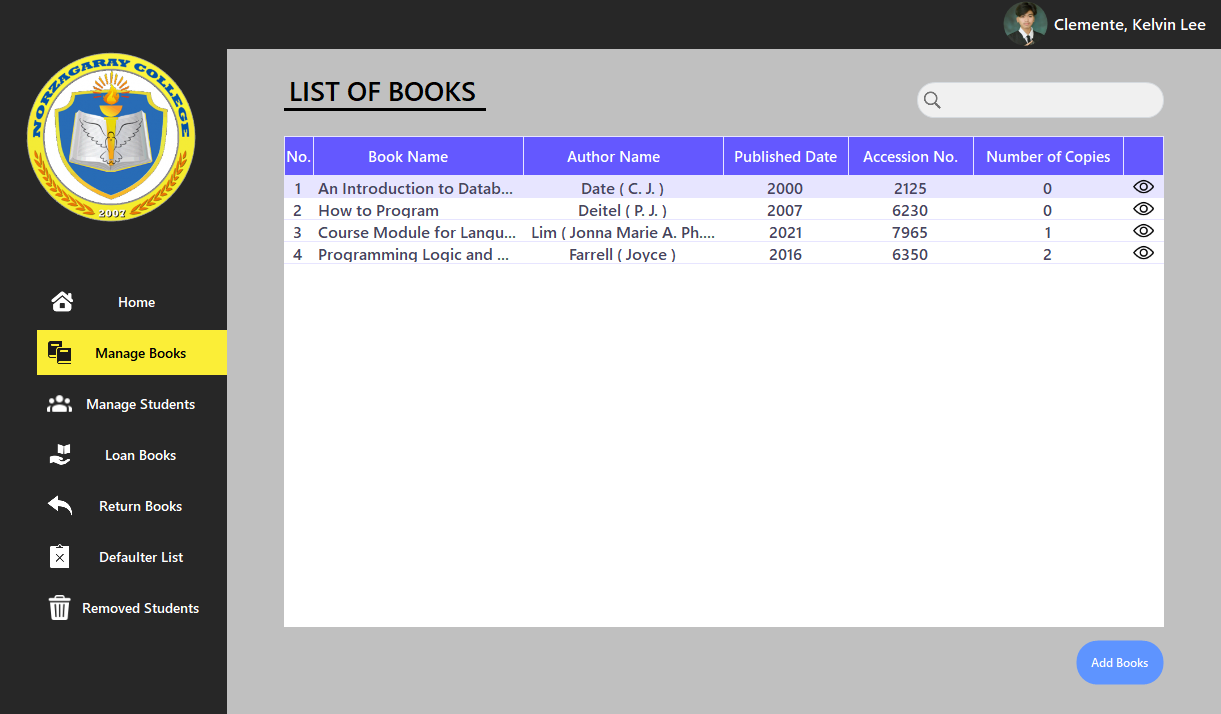 Clemente, Kelvin Lee
NORZAGARAY COLLEGE
2007
Home
Manage Books
Manage Students
Loan Books
Return Books
Defaulter List
Removed Students
LIST OF BOOKS
No. Book Name Author Name Published Date Accession No. Number of Copies
1 An Introduction to Datab... Date ( C. J. ) 2000 2125 0
2 How to Program Deitel ( P. J. ) 2007 6230 0
3 Course Module for Langu... Lim ( Jonna Marie A. Ph.... 2021 7965 1
4 Programming Logic and ... Farrell ( Joyce ) 2016 6350 2
Add Books